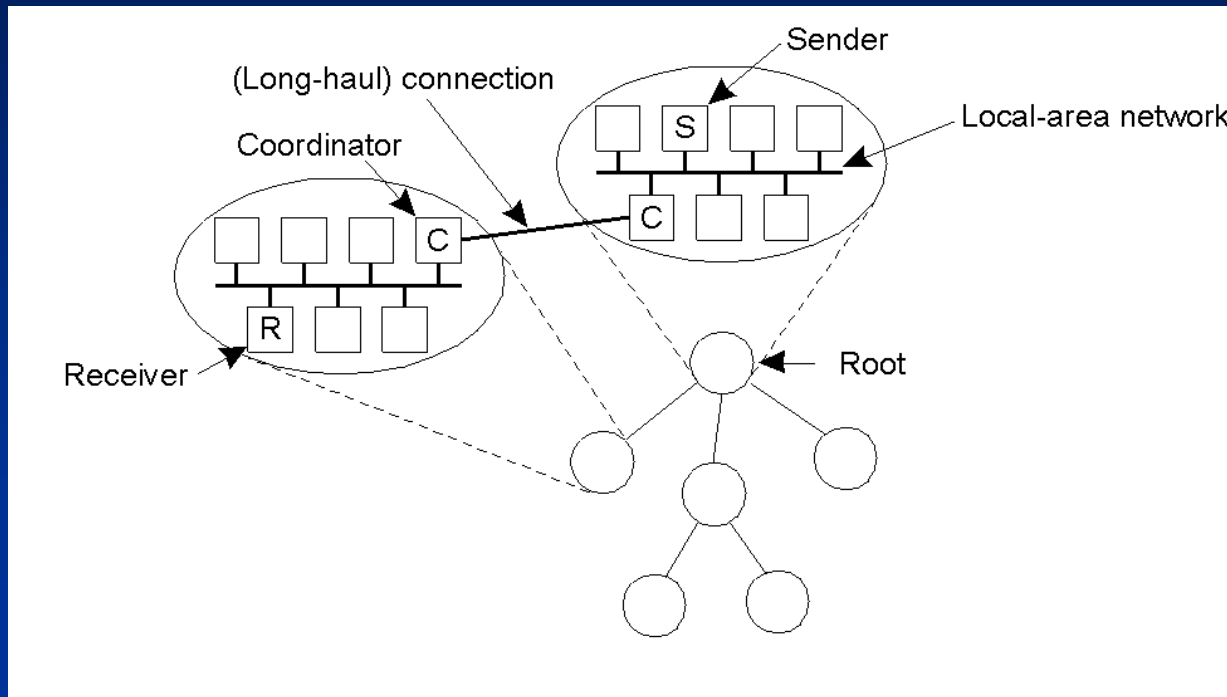 Sender
(Long-haul) connection
S
Local-area network
Coordinator
C
C
R
Receiver
Root